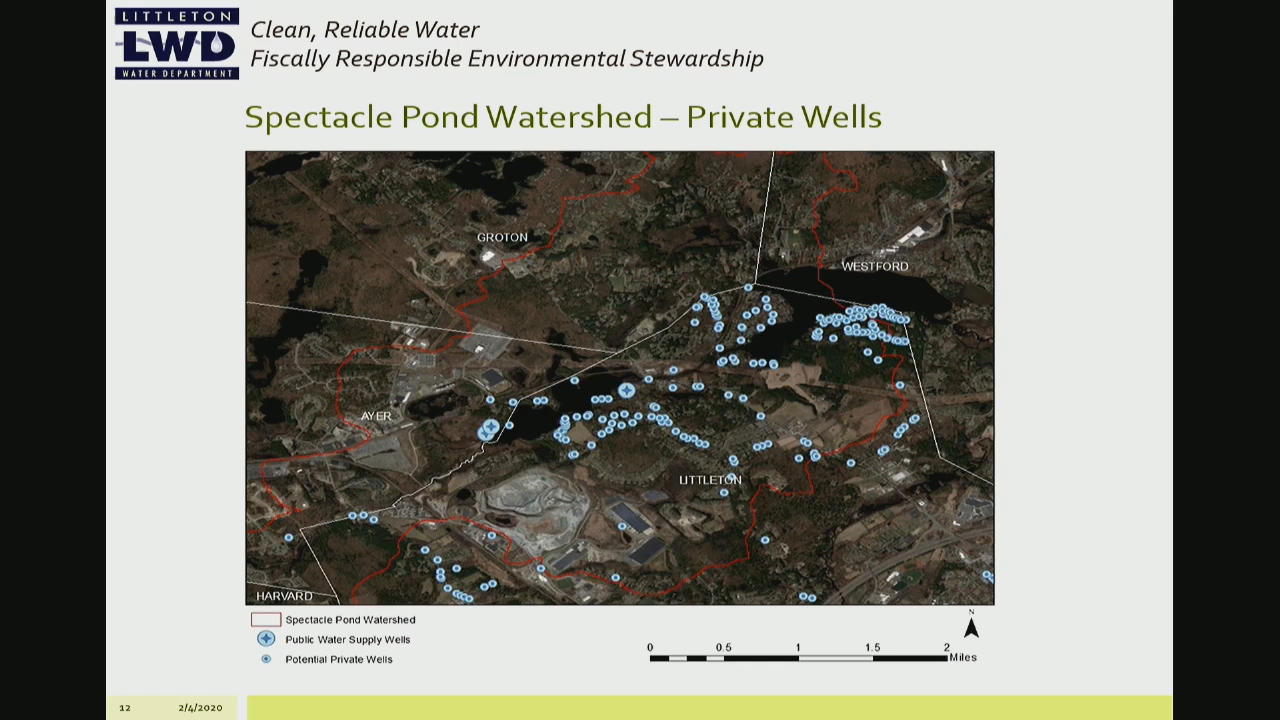 LITTLETON
LWD
WATER DEPARTMENT
Clean, Reliable Water
Fiscally Responsible Environmental Stewardship
Spectacle Pond Watershed – Private Wells
GROTON
WESTFORD
AYER
LITTLETON
HARVARD
Spectacle Pond Watershed
Public Water Supply Wells
Potential Private Wells
N
0 0.5 1 1.5 2
Miles
12 2/4/2020